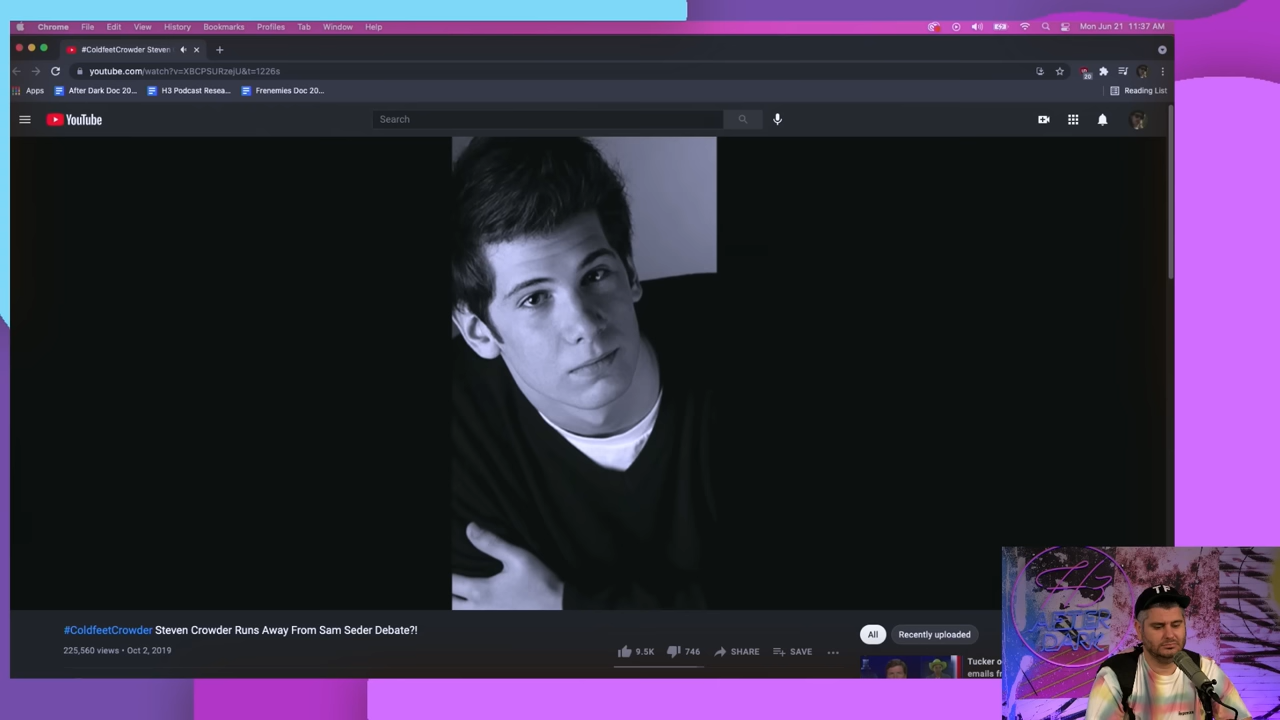 Chrome File Edit View History Bookmarks Profiles Tab Window Help
Mon Jun 21 11:37 AM
#ColdfeetCrowder Steven
youtube.com/watch?v=XBCPSURzejU&t=1226s
20
Apps After Dark Doc 20... H3 Podcast Resea... Frenemies Doc 20...
Reading List
YouTube
Search
#ColdfeetCrowder Steven Crowder Runs Away From Sam Seder Debate?!
225,560 views • Oct 2, 2019
9.5K 746 SHARE SAVE
All Recently uploaded
Tucker o
emails fr
TF
AFTER
DARK